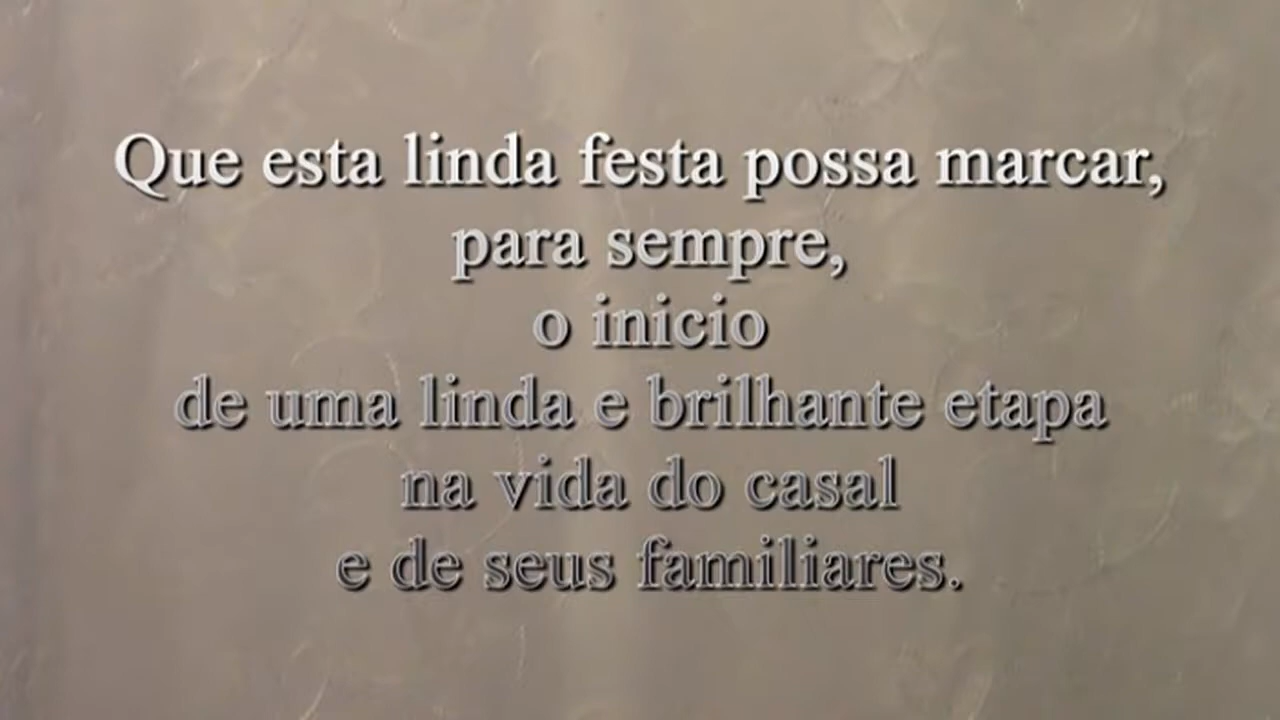 Que esta linda festa possa marcar,
para sempre,
o inicio
de uma linda e brilhante etapa
na vida do casal
e de seus familiares.